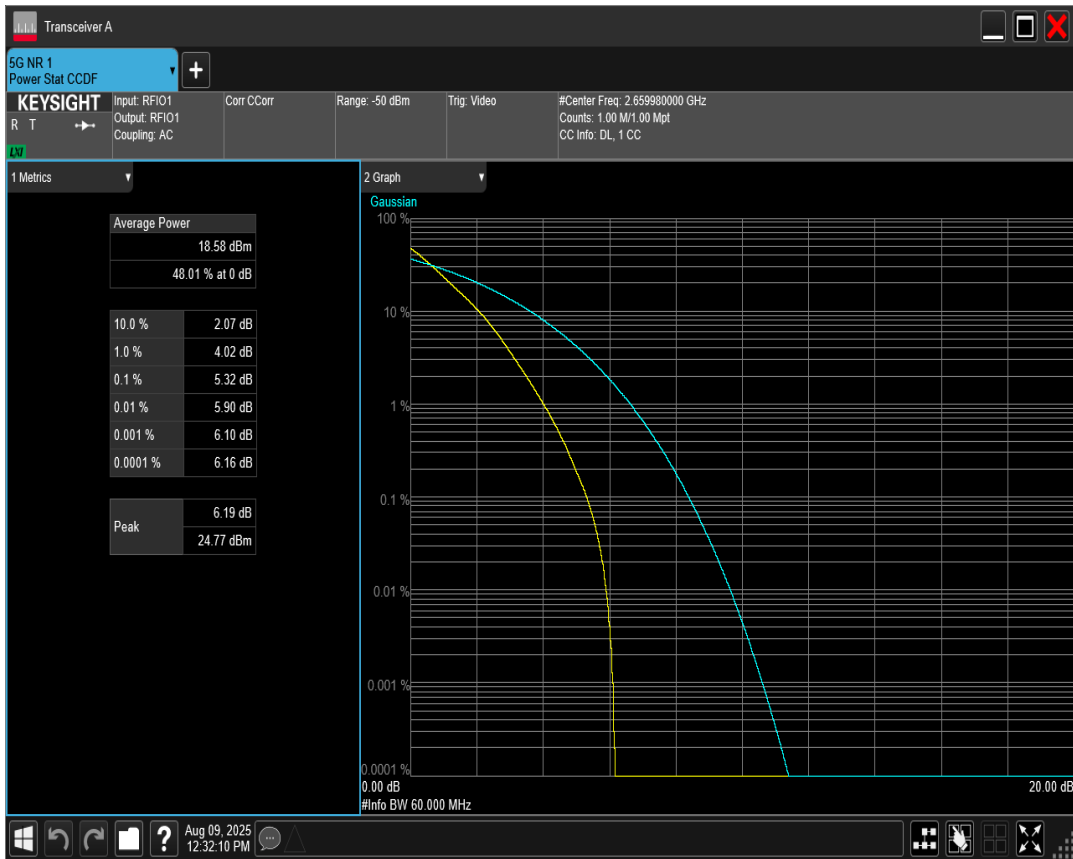 Transceiver A
5G NR 1
Power Stat CCDF
+
KEYSIGHT
R T
LXI
Input: RFIO1
Output: RFIO1
Coupling: AC
Corr CCorr
Range: -50 dBm
Trig: Video
#Center Freq: 2.659980000 GHz
Counts: 1.00 M/1.00 Mpt
CC Info: DL, 1 CC
1 Metrics
Average Power
18.58 dBm
48.01 % at 0 dB
10.0 % 2.07 dB
1.0 % 4.02 dB
0.1 % 5.32 dB
0.01 % 5.90 dB
0.001 % 6.10 dB
0.0001 % 6.16 dB
Peak
6.19 dB
24.77 dBm
2 Graph
Gaussian
100 %
10 %
1 %
0.1 %
0.01 %
0.001 %
0.0001 %
0.00 dB 20.00 dB
#Info BW 60.000 MHz
?
Aug 09, 2025
12:32:10 PM